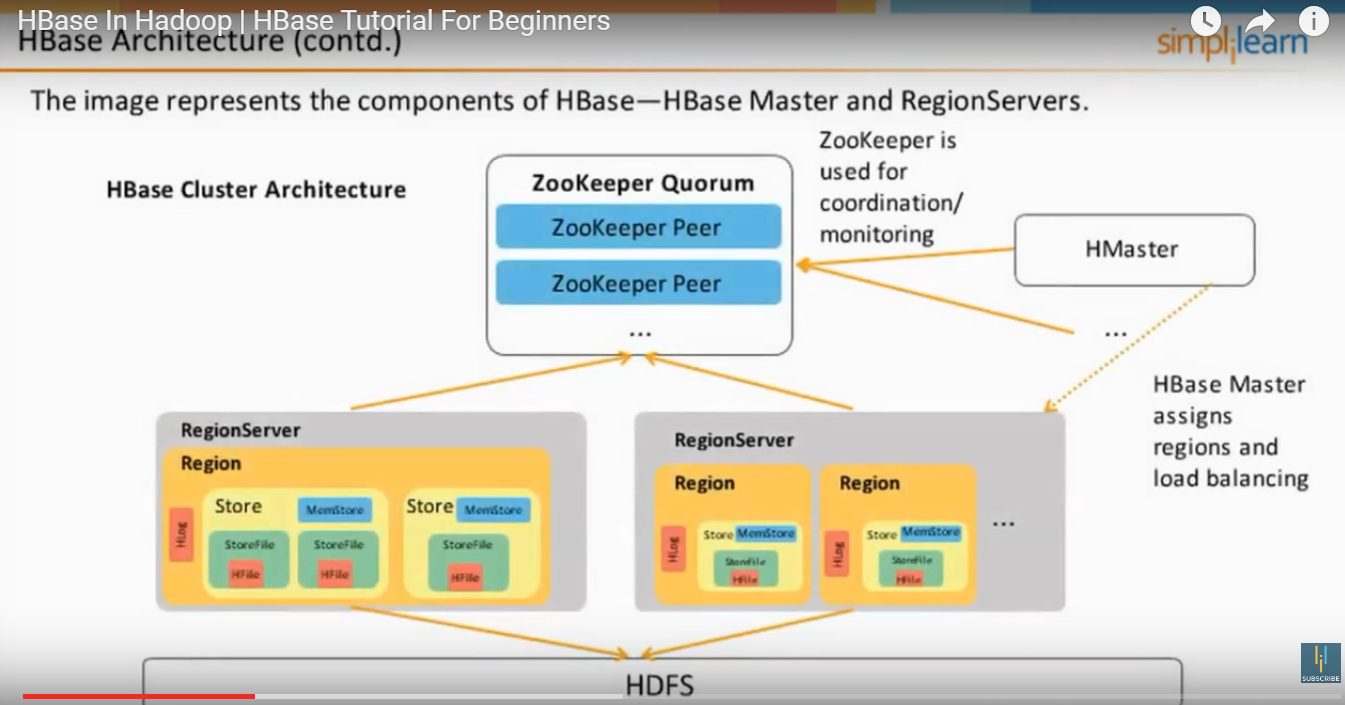 HBase In Hadoop | HBase Tutorial For Beginners
HBase Architecture (contd.)
simplilearn
The image represents the components of HBase—HBase Master and RegionServers.
HBase Cluster Architecture
ZooKeeper Quorum
ZooKeeper Peer
ZooKeeper Peer
...
ZooKeeper is
used for
coordination/
monitoring
HMaster
...
HBase Master
assigns
regions and
load balancing
RegionServer
Region
HLog
Store
MemStore
StoreFile
HFile
StoreFile
HFile
Store
MemStore
StoreFile
HFile
RegionServer
Region
HLog
Store
MemStore
StoreFile
HFile
Region
HLog
Store
MemStore
StoreFile
HFile
...
HDFS
SUBSCRIBE